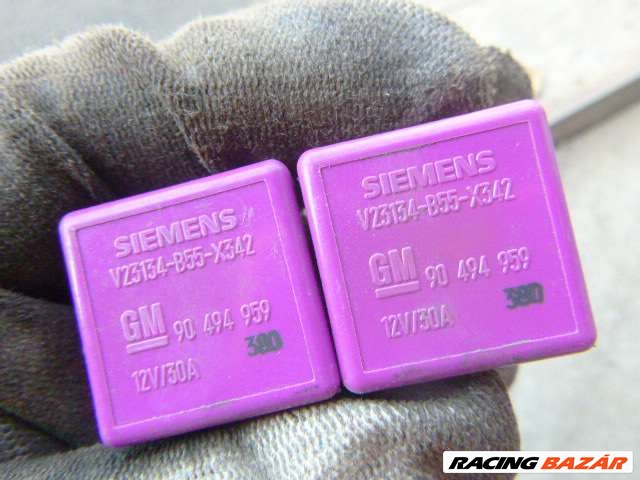 SIEMENS
V23134-B55-X342
GM 90 494 959
380
12V/30A
SIEMENS
V23134-B55-X342
GM 90 494 959
380
12V/30A
RACING BAZÁR